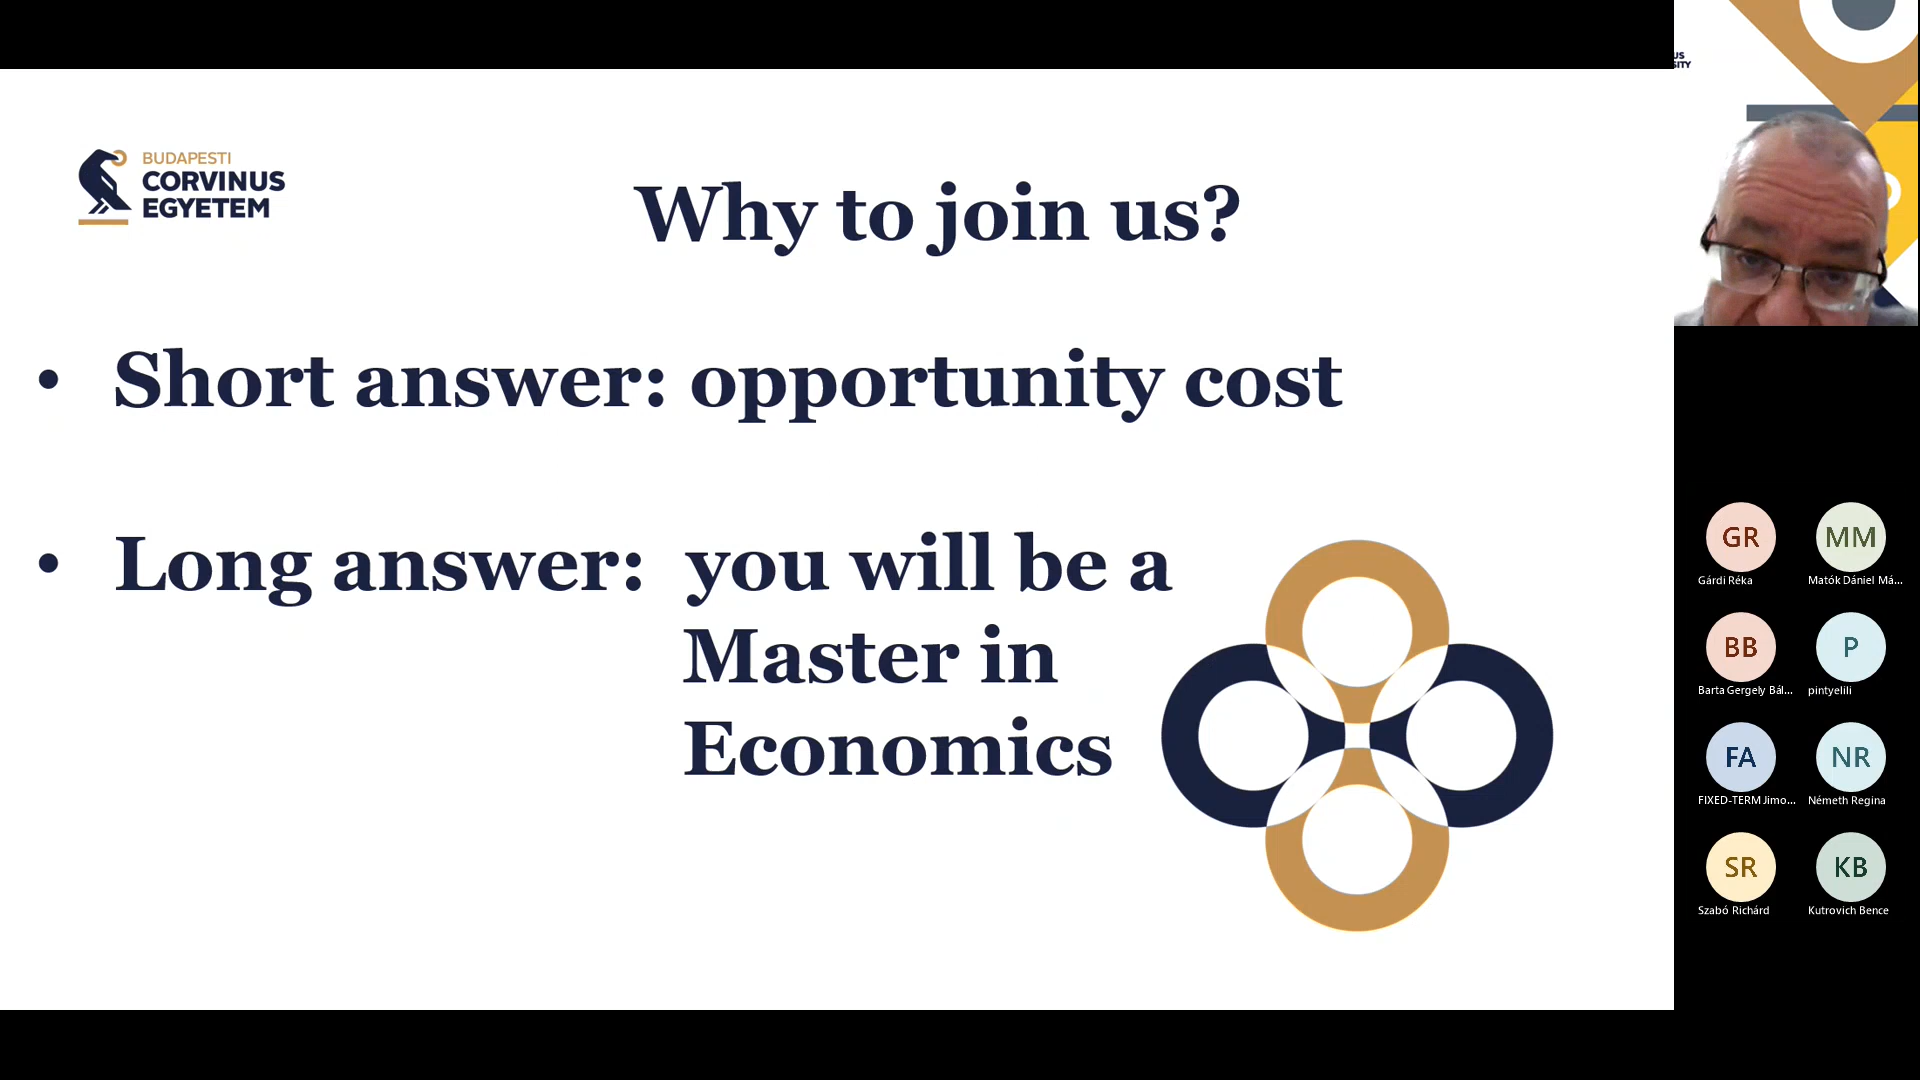 BUDAPESTI
CORVINUS
EGYETEM
Why to join us?
• Short answer: opportunity cost
• Long answer: you will be a
Master in
Economics
US
SITY
GR
Gárdi Réka
MM
Matók Dániel Má...
BB
Barta Gergely Bál...
P
pintyelili
FA
FIXED-TERM Jimo...
NR
Németh Regina
SR
Szabó Richárd
KB
Kutrovich Bence